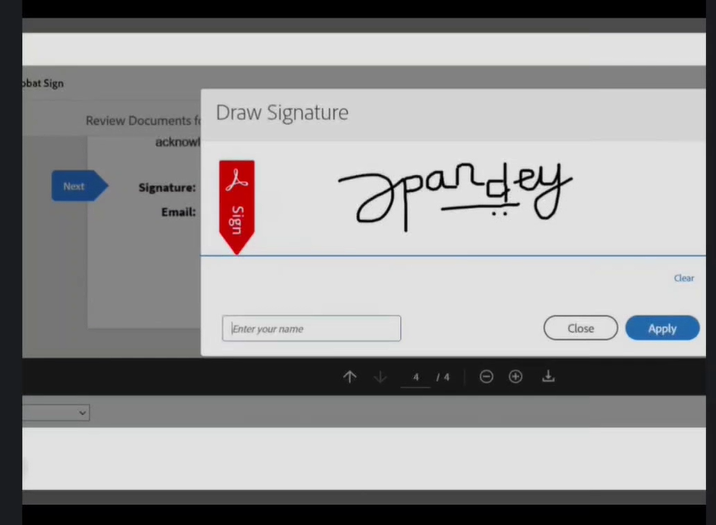 obat Sign
Draw Signature
Review Documents fo
acknowl
Next
Signature:
Email:
Sign
Jpandey
Clear
Enter your name
Close
Apply
4 / 4